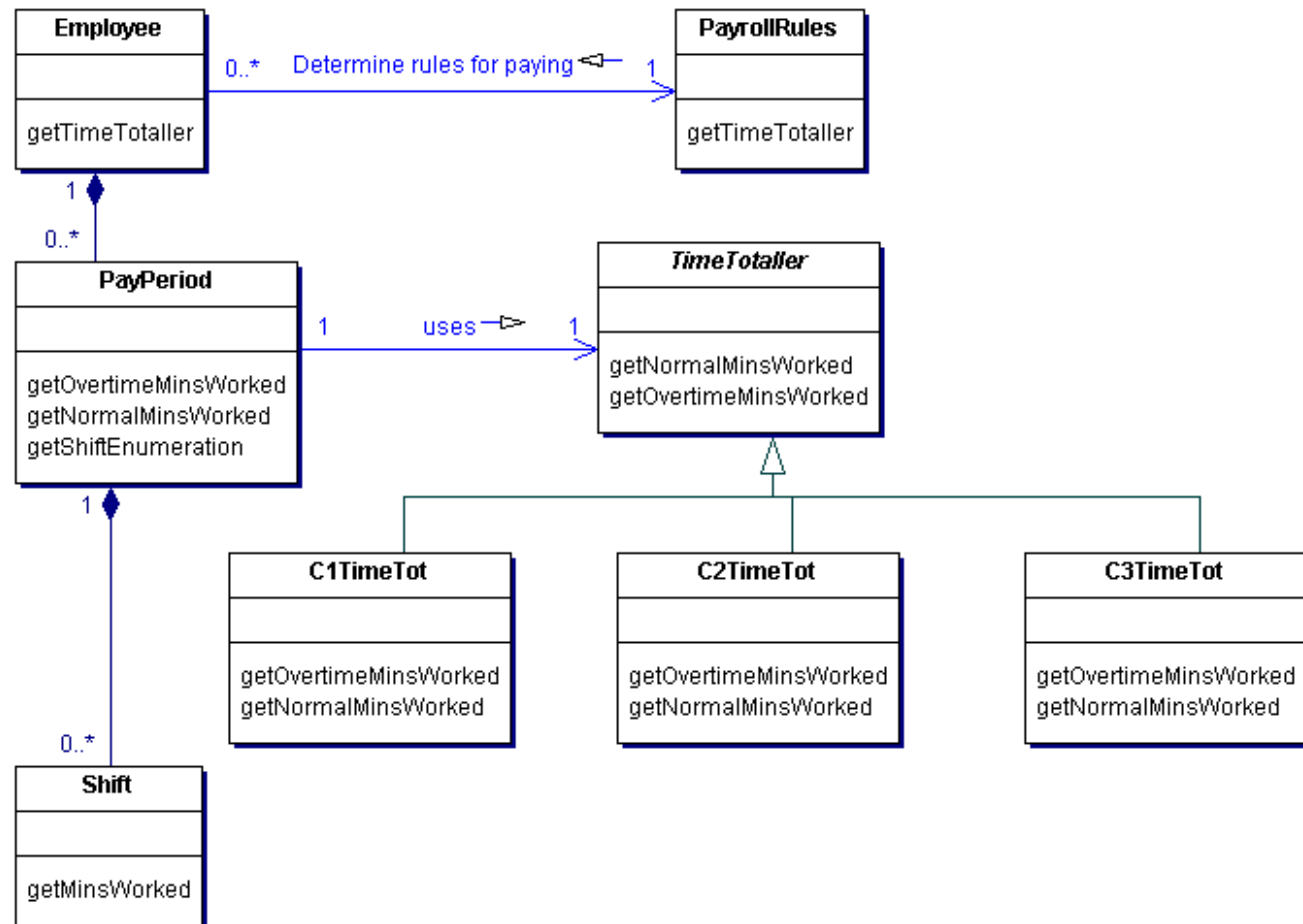 Employee
PayrollRules
0..*
Determine rules for paying
1
getTimeTotaller
getTimeTotaller
1
0..*
PayPeriod
TimeTotaller
1
uses
1
getOvertimeMinsWorked
getNormalMinsWorked
getShiftEnumeration
getNormalMinsWorked
getOvertimeMinsWorked
1
C1TimeTot
C2TimeTot
C3TimeTot
getOvertimeMinsWorked
getNormalMinsWorked
getOvertimeMinsWorked
getNormalMinsWorked
getOvertimeMinsWorked
getNormalMinsWorked
0..*
Shift
getMinsWorked